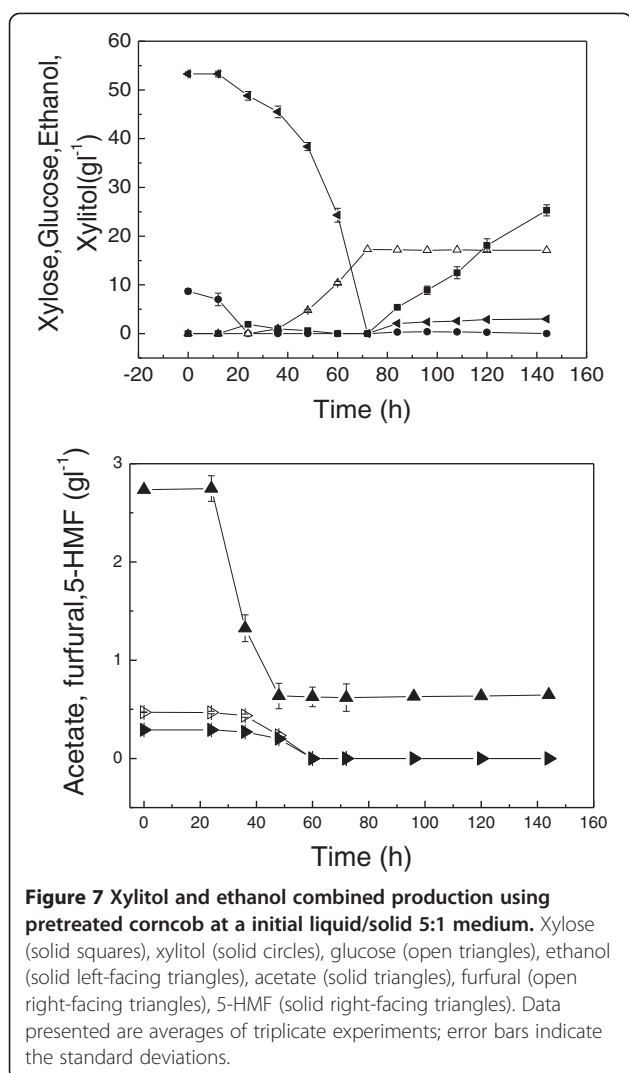 60
50
40
30
20
10
0
Xylose,Glucose,Ethanol,
Xylitol(gl⁻¹)
-20 0 20 40 60 80 100 120 140 160
Time (h)
3
2
1
0
Acetate, furfural,5-HMF (gl⁻¹)
0 20 40 60 80 100 120 140 160
Time (h)
Figure 7 Xylitol and ethanol combined production using
pretreated corncob at a initial liquid/solid 5:1 medium. Xylose
(solid squares), xylitol (solid circles), glucose (open triangles), ethanol
(solid left-facing triangles), acetate (solid triangles), furfural (open
right-facing triangles), 5-HMF (solid right-facing triangles). Data
presented are averages of triplicate experiments; error bars indicate
the standard deviations.